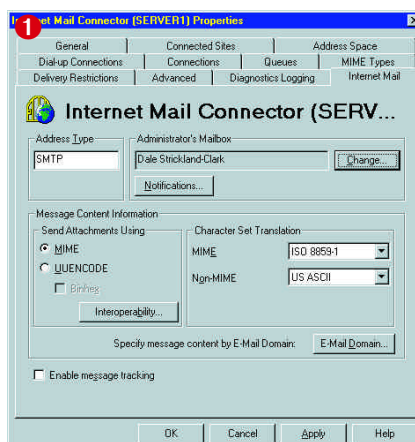 Internet Mail Connector (SERVER1) Properties
1
General Connected Sites Address Space
Dial-up Connections Connections Queues MIME Types
Delivery Restrictions Advanced Diagnostics Logging Internet Mail
Internet Mail Connector (SERV...
Address Type Administrator's Mailbox
SMTP Dale Strickland-Clark Change...
Notifications...
Message Content Information
Send Attachments Using Character Set Translation
MIME MIME ISO 8859-1
UUENCODE Non-MIME US ASCII
Binhex
Interoperability...
Specify message content by E-Mail Domain: E-Mail Domain...
Enable message tracking
OK Cancel Apply Help